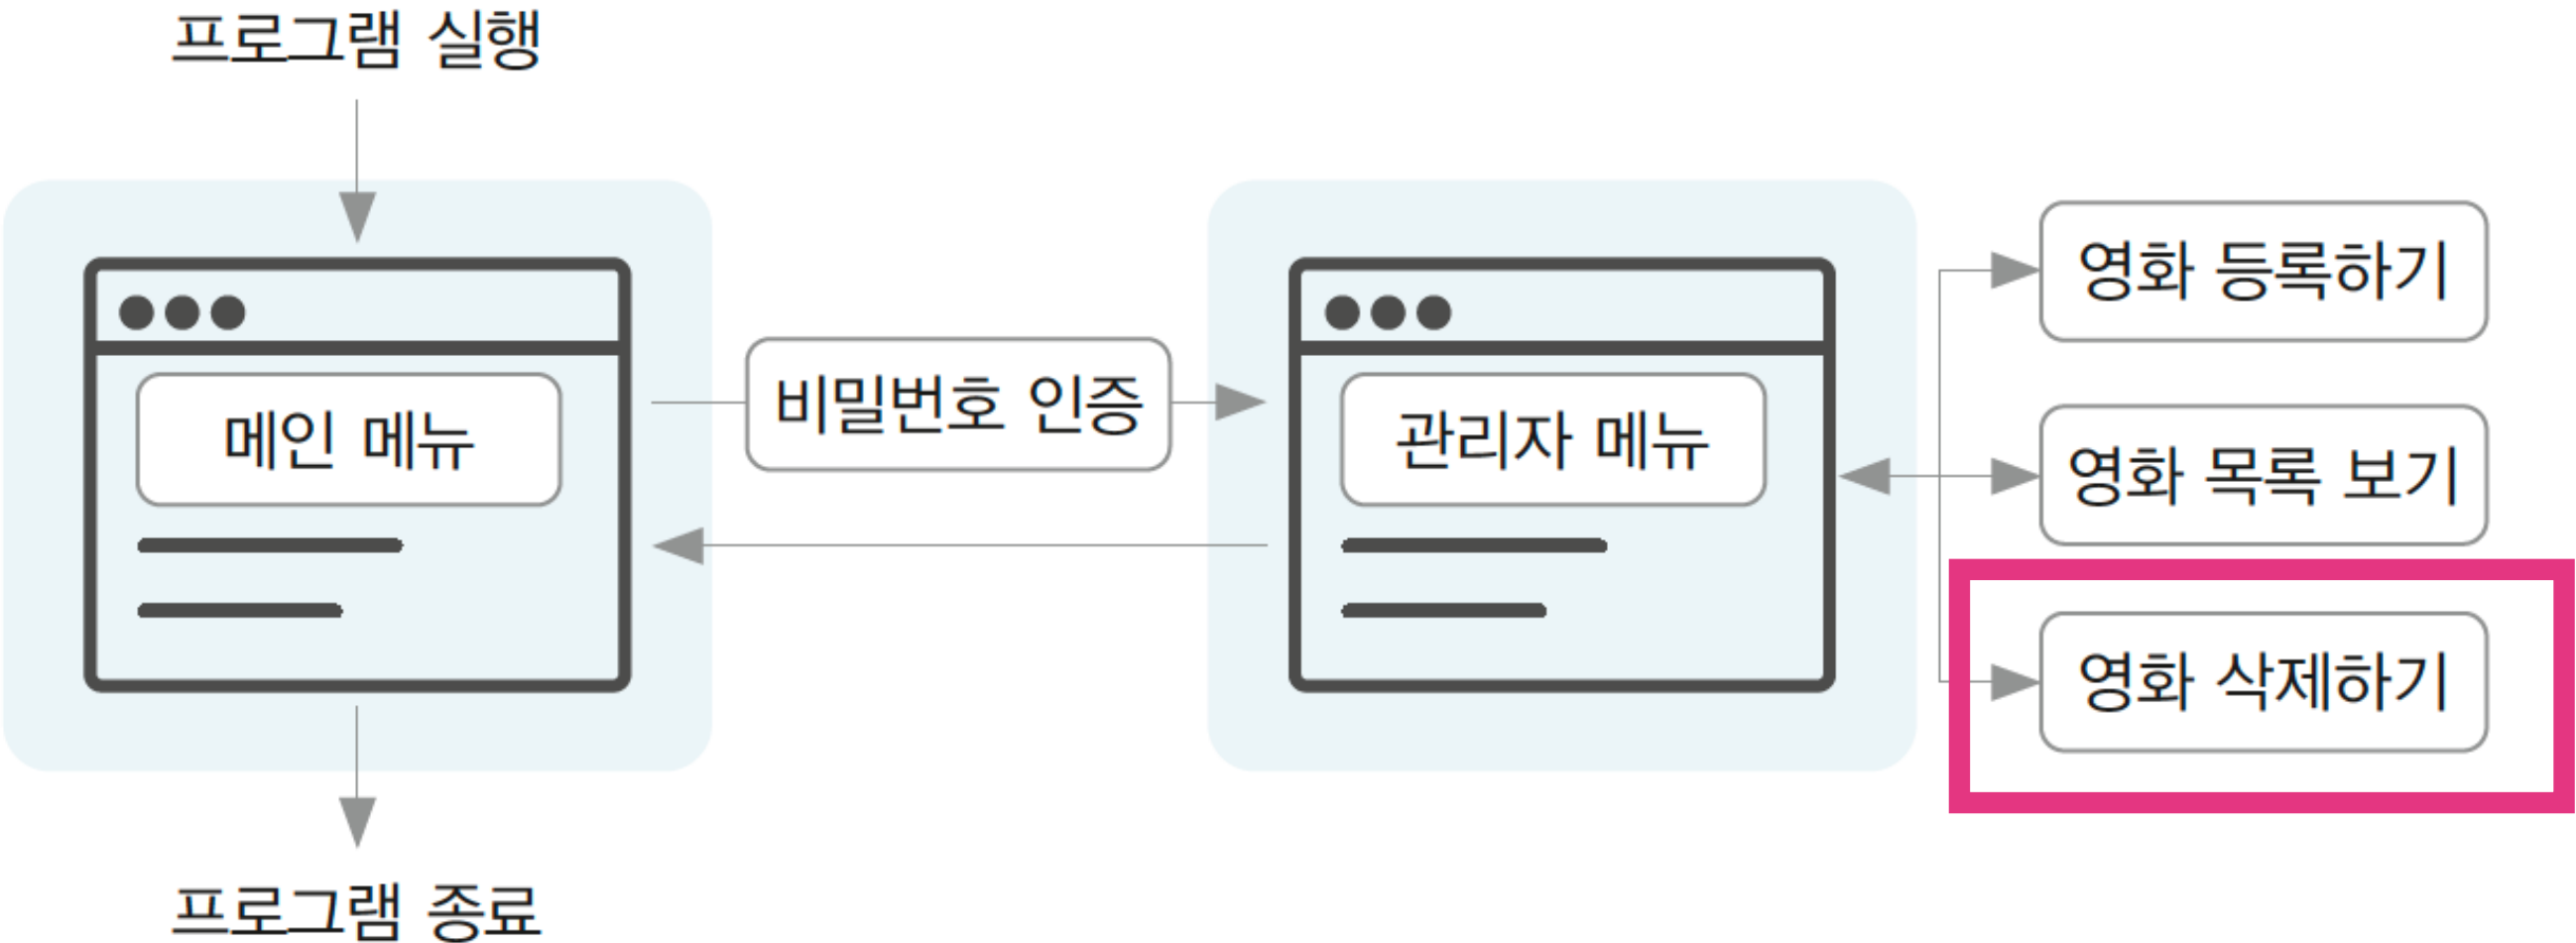 프로그램 실행
메인 메뉴
비밀번호 인증
관리자 메뉴
영화 등록하기
영화 목록 보기
영화 삭제하기
프로그램 종료